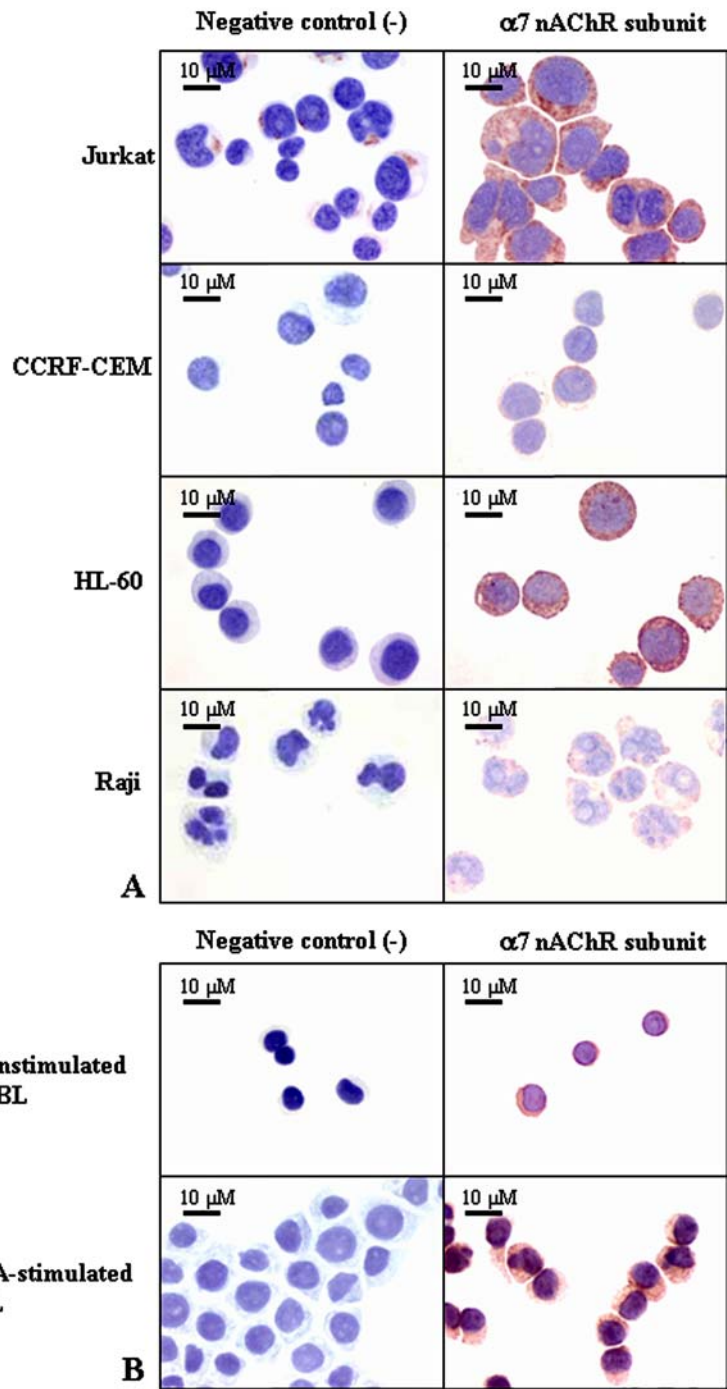 Negative control (-) α7 nAChR subunit
10 μM 10 μM
Jurkat
10 μM 10 μM
CCRF-CEM
10 μM 10 μM
HL-60
10 μM 10 μM
Raji
A
Negative control (-) α7 nAChR subunit
10 μM 10 μM
nstimulated
BL
10 μM 10 μM
A-stimulated
L
B